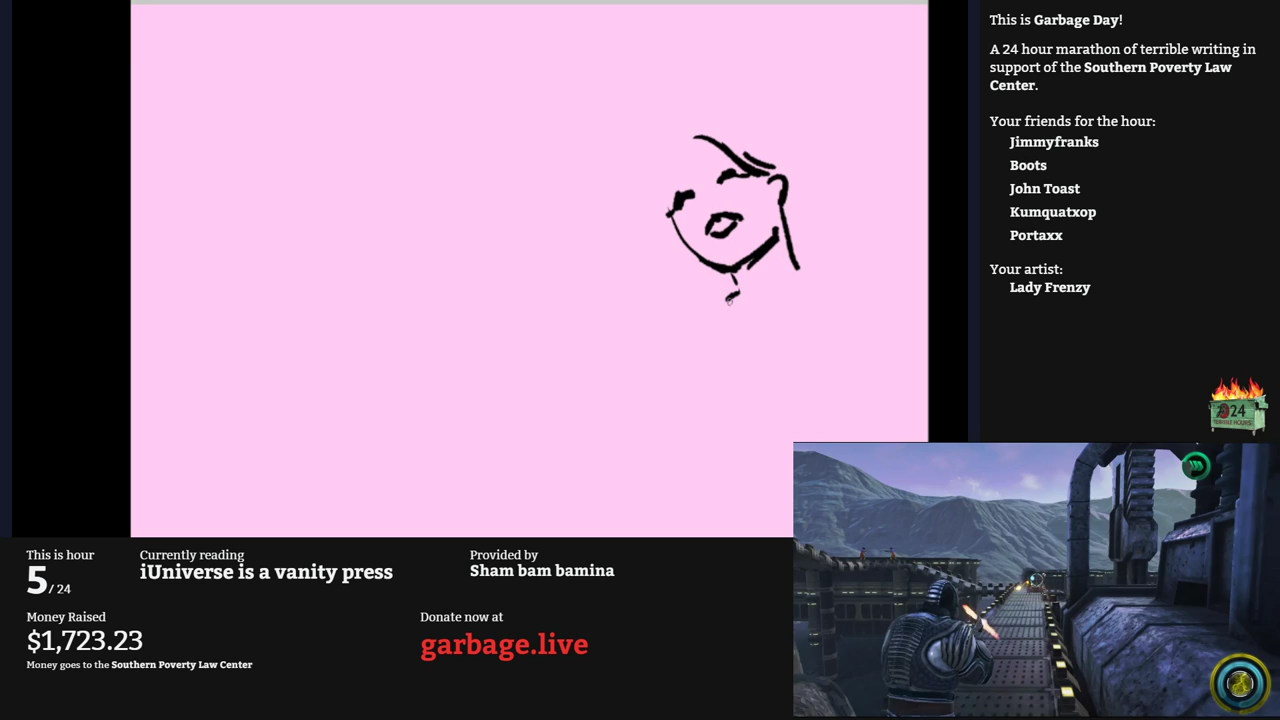 This is Garbage Day!
A 24 hour marathon of terrible writing in
support of the Southern Poverty Law
Center.
Your friends for the hour:
Jimmyfranks
Boots
John Toast
Kumquatxop
Portaxx
Your artist:
Lady Frenzy
24
This is hour
5 / 24
Currently reading
iUniverse is a vanity press
Provided by
Sham bam bamina
Money Raised
$1,723.23
Money goes to the Southern Poverty Law Center
Donate now at
garbage.live